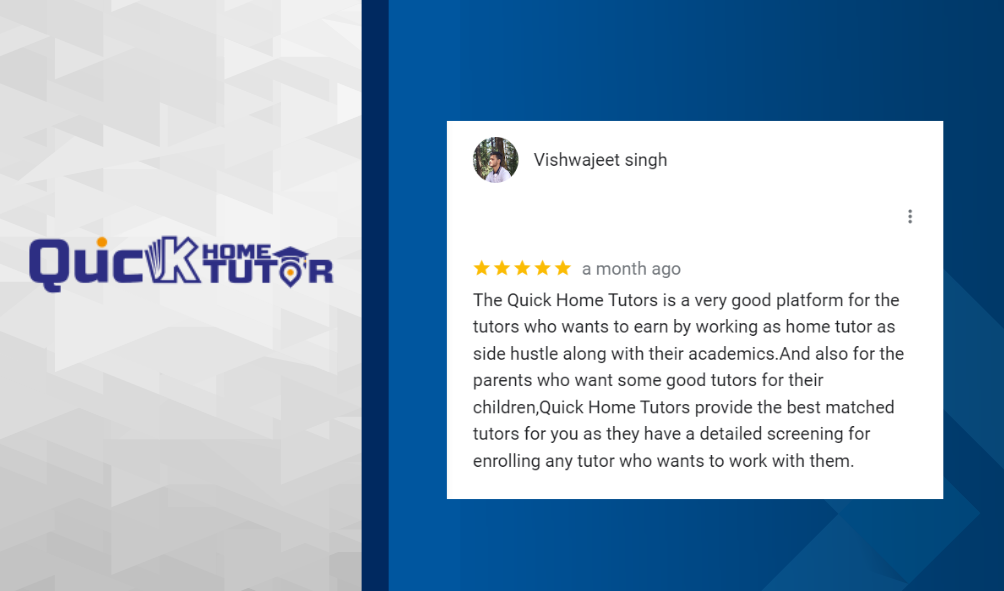 Quick HOME TUTOR
Vishwajeet singh
a month ago
The Quick Home Tutors is a very good platform for the
tutors who wants to earn by working as home tutor as
side hustle along with their academics.And also for the
parents who want some good tutors for their
children,Quick Home Tutors provide the best matched
tutors for you as they have a detailed screening for
enrolling any tutor who wants to work with them.